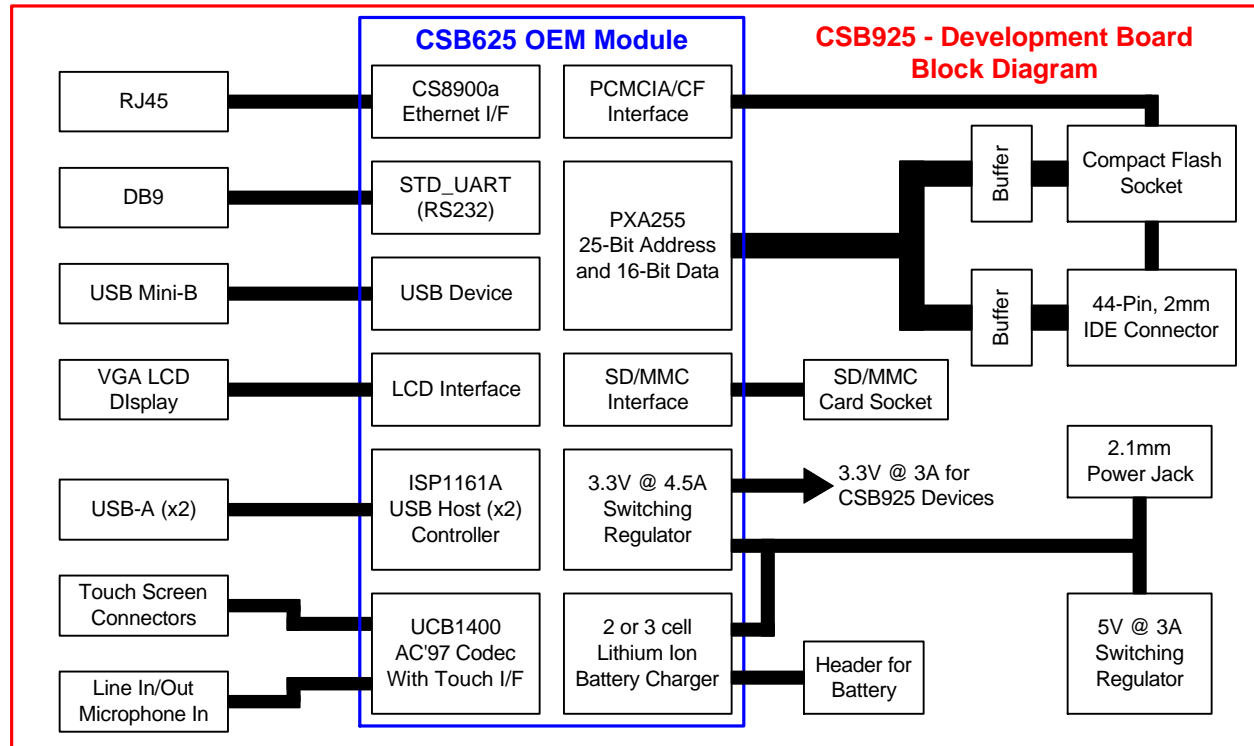 CSB625 OEM Module
CSB925 - Development Board
Block Diagram
RJ45
CS8900a
Ethernet I/F
PCMCIA/CF
Interface
Buffer
Compact Flash
Socket
DB9
STD_UART
(RS232)
PXA255
25-Bit Address
and 16-Bit Data
USB Mini-B
USB Device
Buffer
44-Pin, 2mm
IDE Connector
VGA LCD
DIsplay
LCD Interface
SD/MMC
Interface
SD/MMC
Card Socket
USB-A (x2)
ISP1161A
USB Host (x2)
Controller
3.3V @ 4.5A
Switching
Regulator
3.3V @ 3A for
CSB925 Devices
2.1mm
Power Jack
Touch Screen
Connectors
UCB1400
AC'97 Codec
With Touch I/F
2 or 3 cell
Lithium Ion
Battery Charger
Header for
Battery
5V @ 3A
Switching
Regulator
Line In/Out
Microphone In